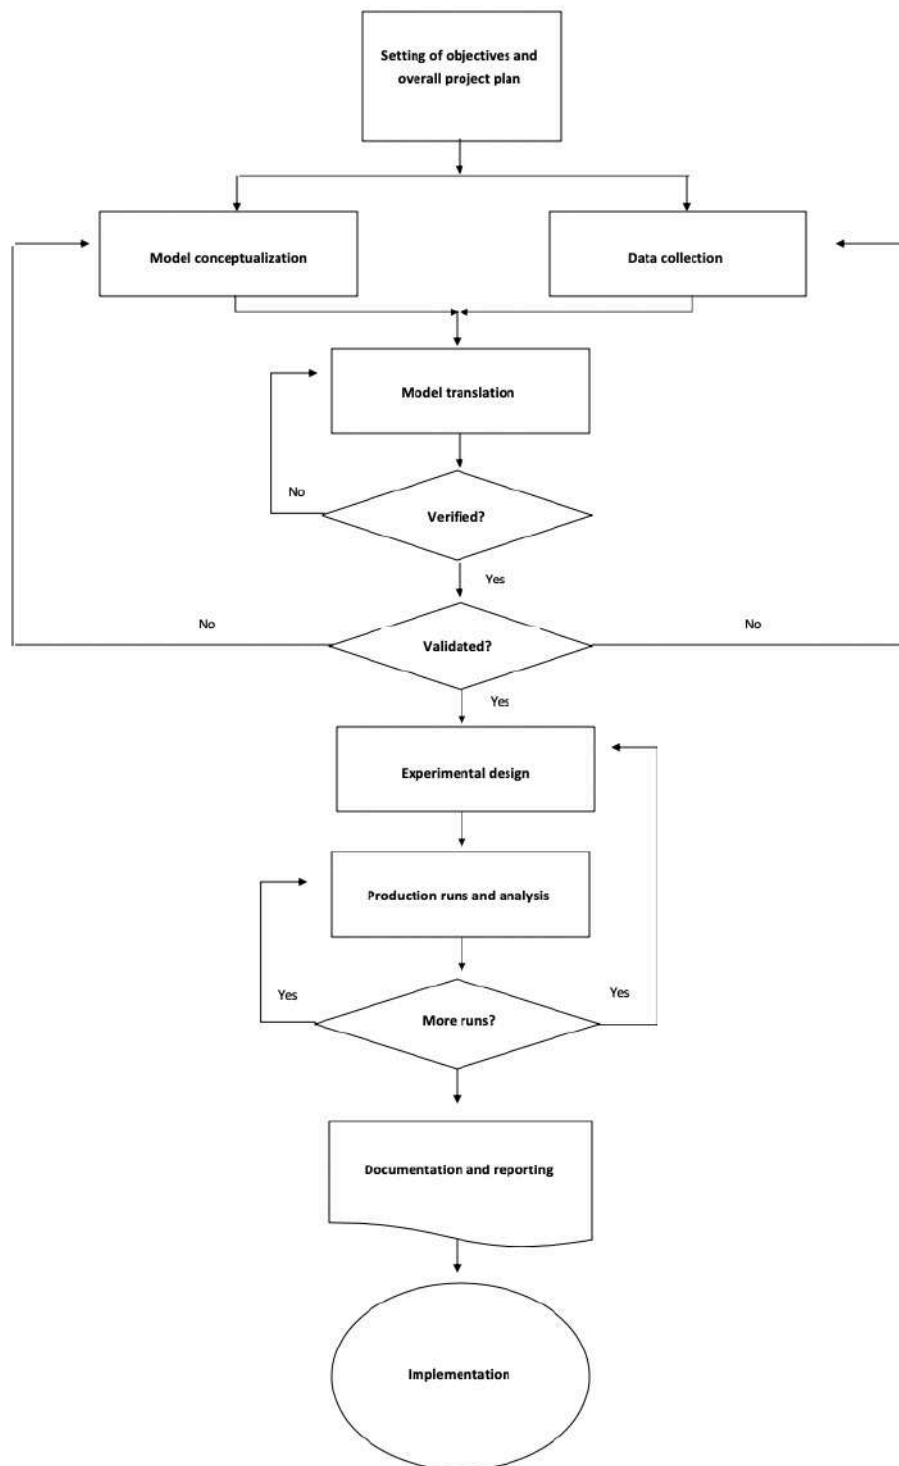 Setting of objectives and
overall project plan
Model conceptualization
Data collection
Model translation
No
Verified?
Yes
No
Validated?
No
Yes
Experimental design
Production runs and analysis
Yes
More runs?
Yes
Documentation and reporting
Implementation